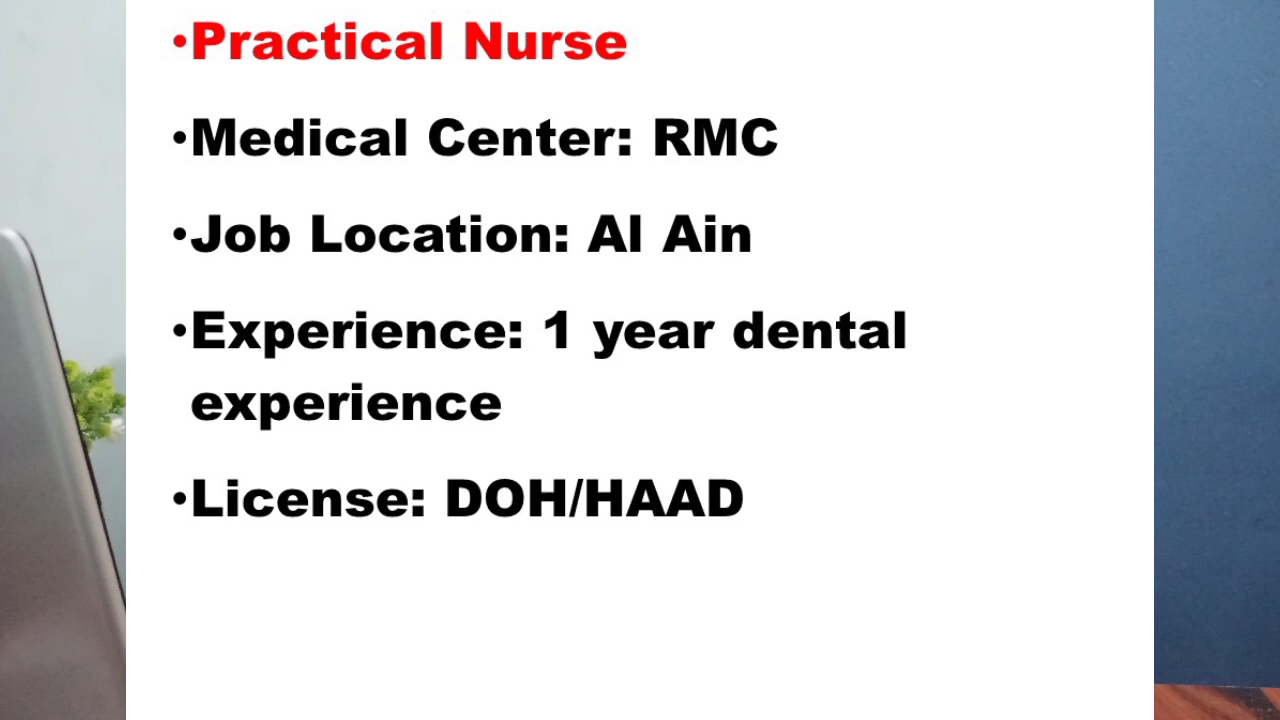 •Practical Nurse
•Medical Center: RMC
•Job Location: Al Ain
•Experience: 1 year dental
experience
•License: DOH/HAAD